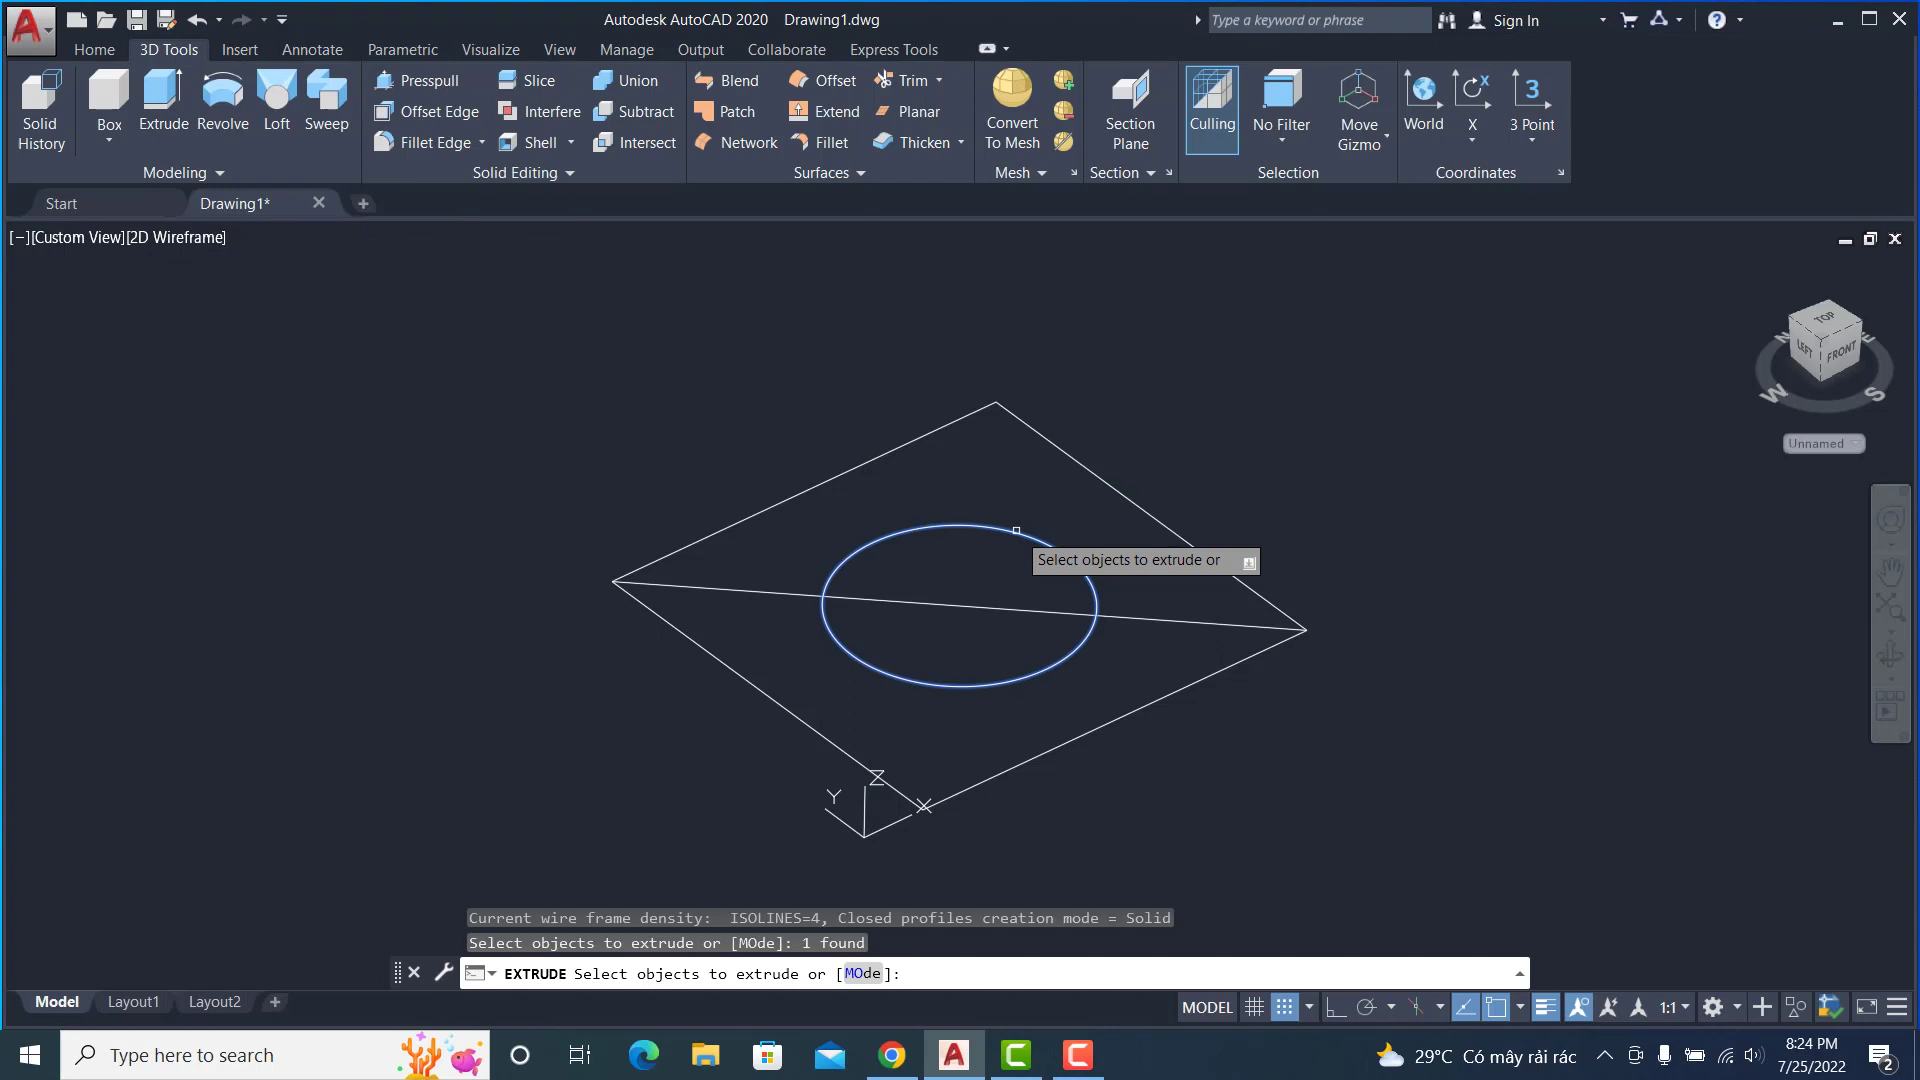 Autodesk AutoCAD 2020 Drawing1.dwg
Type a keyword or phrase
Sign In
Home 3D Tools Insert Annotate Parametric Visualize View Manage Output Collaborate Express Tools
Solid History
Box
Extrude
Revolve
Loft
Sweep
Modeling
Presspull
Offset Edge
Fillet Edge
Slice
Interfere
Shell
Union
Subtract
Intersect
Solid Editing
Blend
Patch
Network
Offset
Extend
Fillet
Trim
Planar
Thicken
Surfaces
Convert To Mesh
Mesh
Section Plane
Section
Culling
No Filter
Move Gizmo
Selection
World
X
X
3
3 Point
Coordinates
Start
Drawing1*
[−][Custom View][2D Wireframe]
TOP
LEFT
FRONT
N
E
W
S
Unnamed
Select objects to extrude or
Z
Y
X
Current wire frame density: ISOLINES=4, Closed profiles creation mode = Solid
Select objects to extrude or [MOde]: 1 found
EXTRUDE Select objects to extrude or [MOde]:
Model Layout1 Layout2
MODEL
1:1
Type here to search
29°C Có mây rải rác
8:24 PM
7/25/2022
2